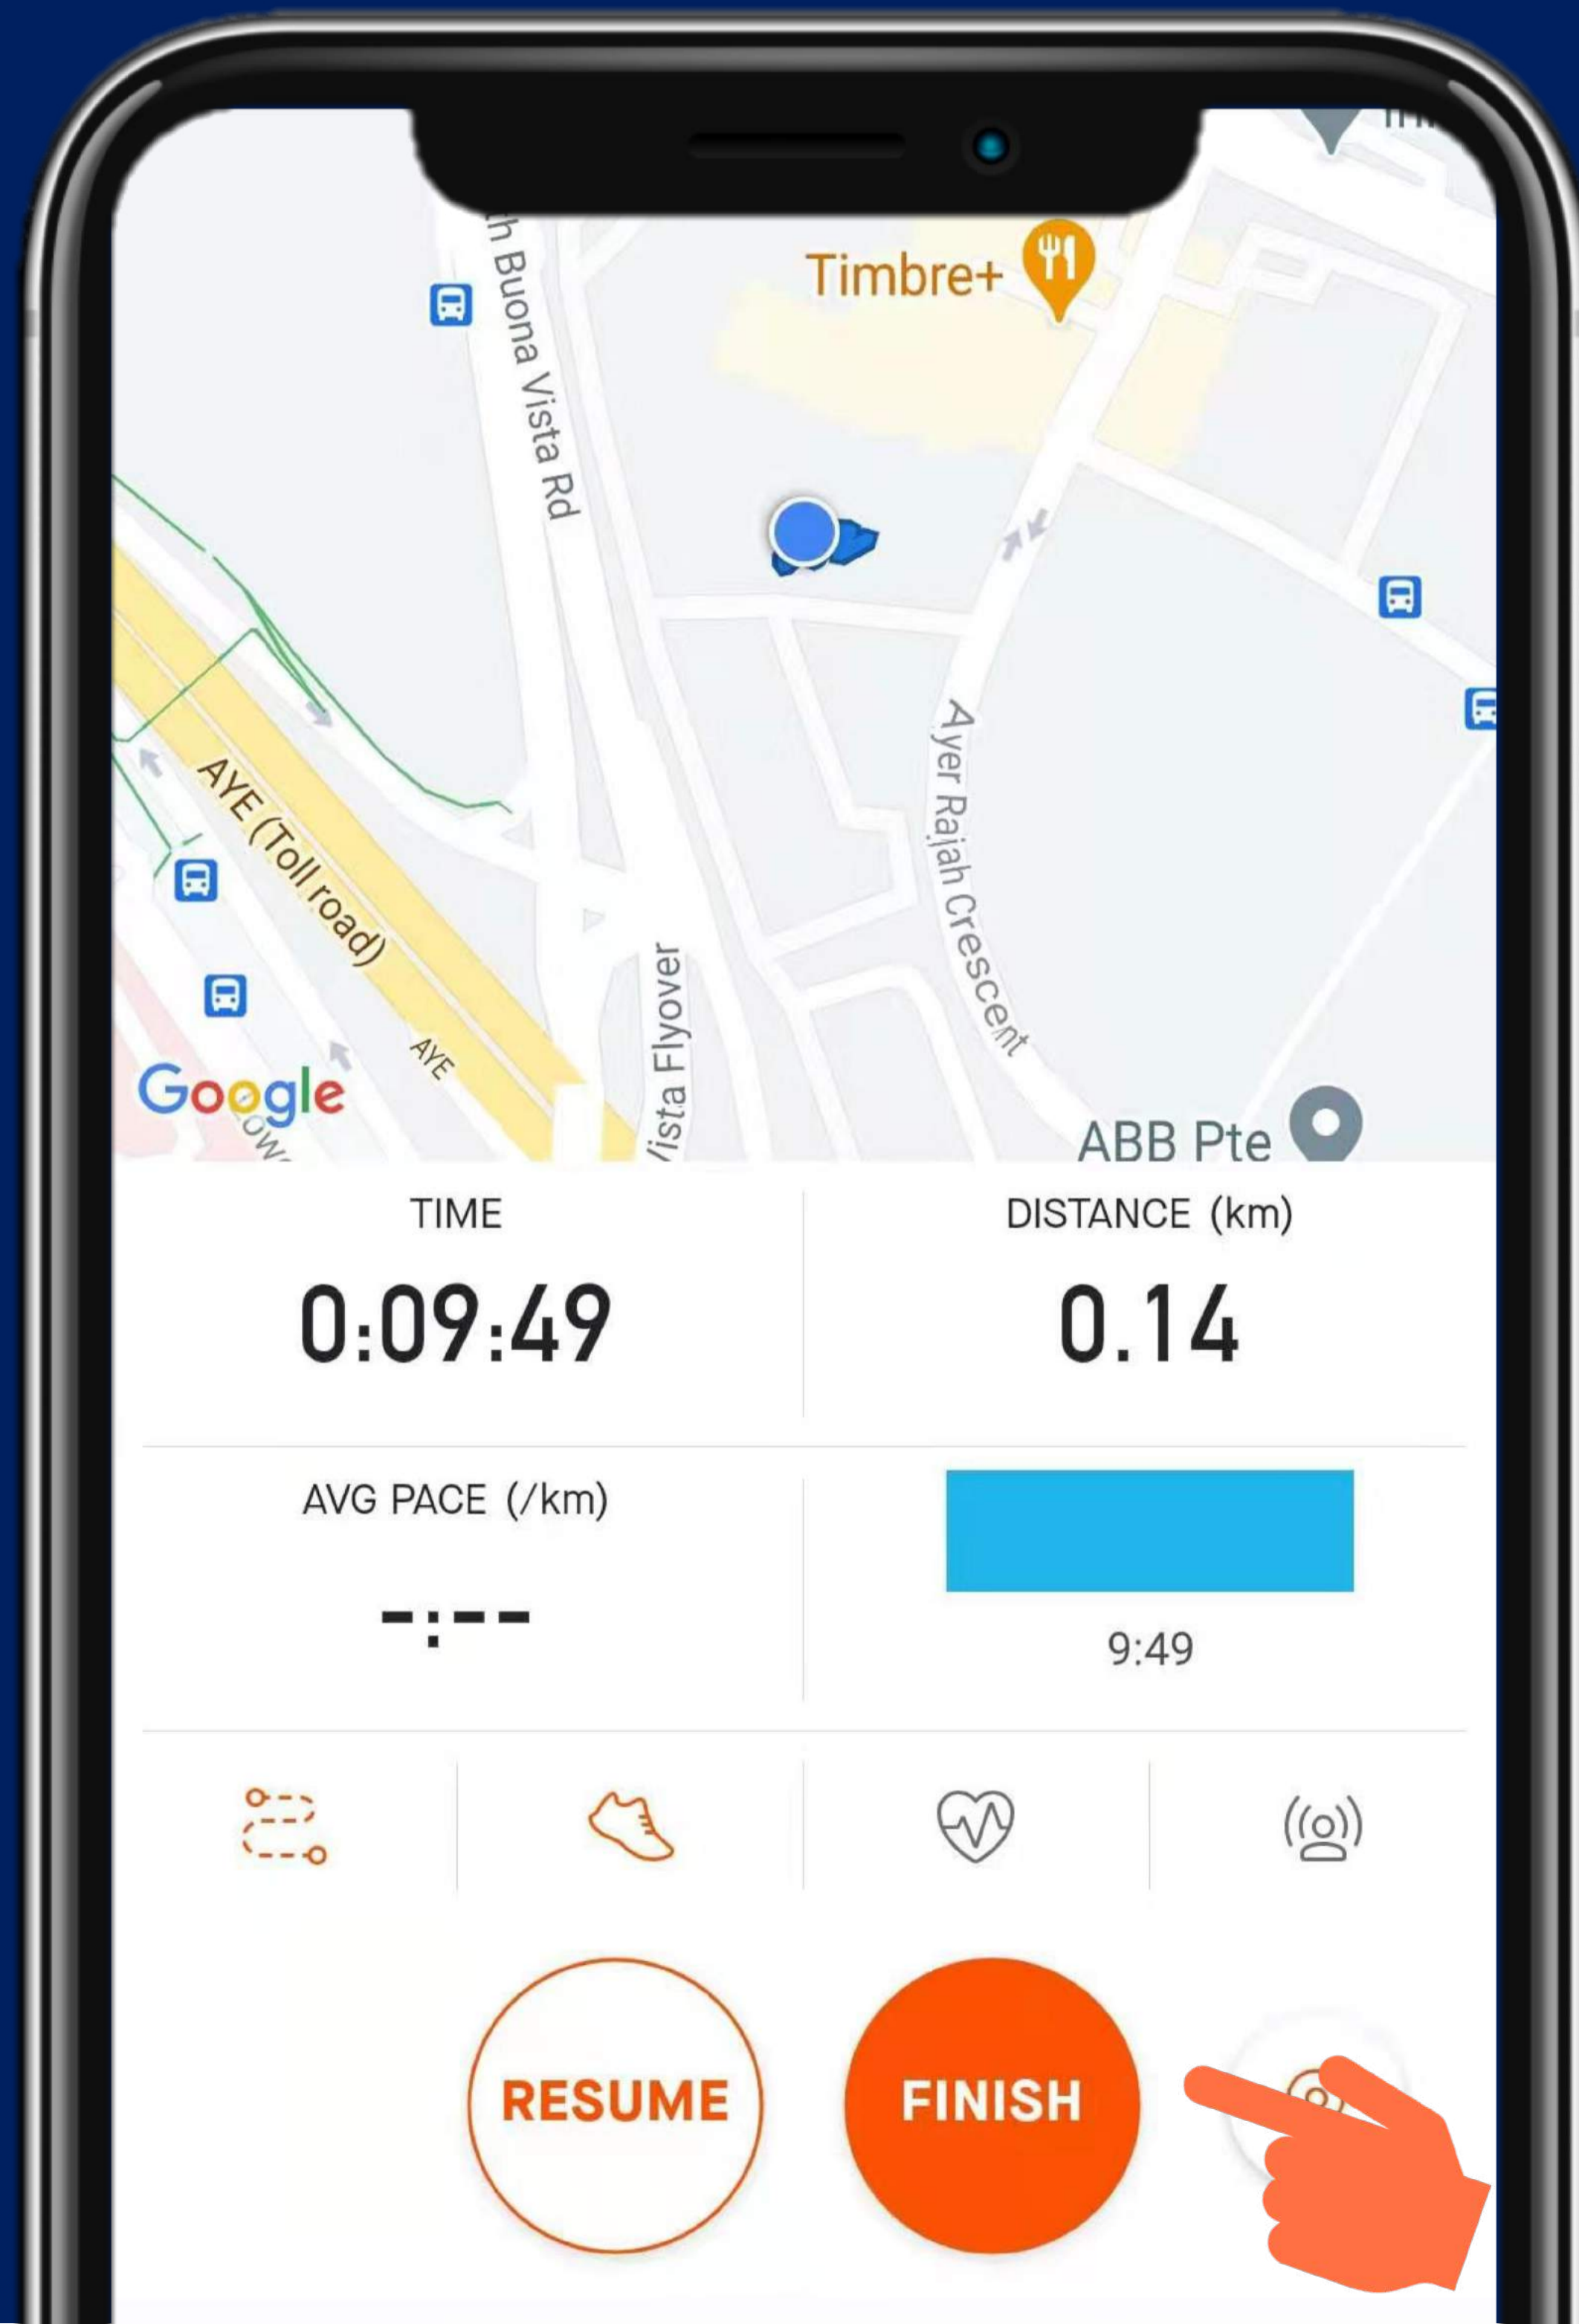 Timbre+
th Buona Vista Rd
AYE (Toll road)
Ayer Rajah Crescent
AYE
Vista Flyover
Google
ABB Pte
TIME
DISTANCE (km)
0:09:49
0.14
AVG PACE (/km)
-:--
9:49
RESUME
FINISH